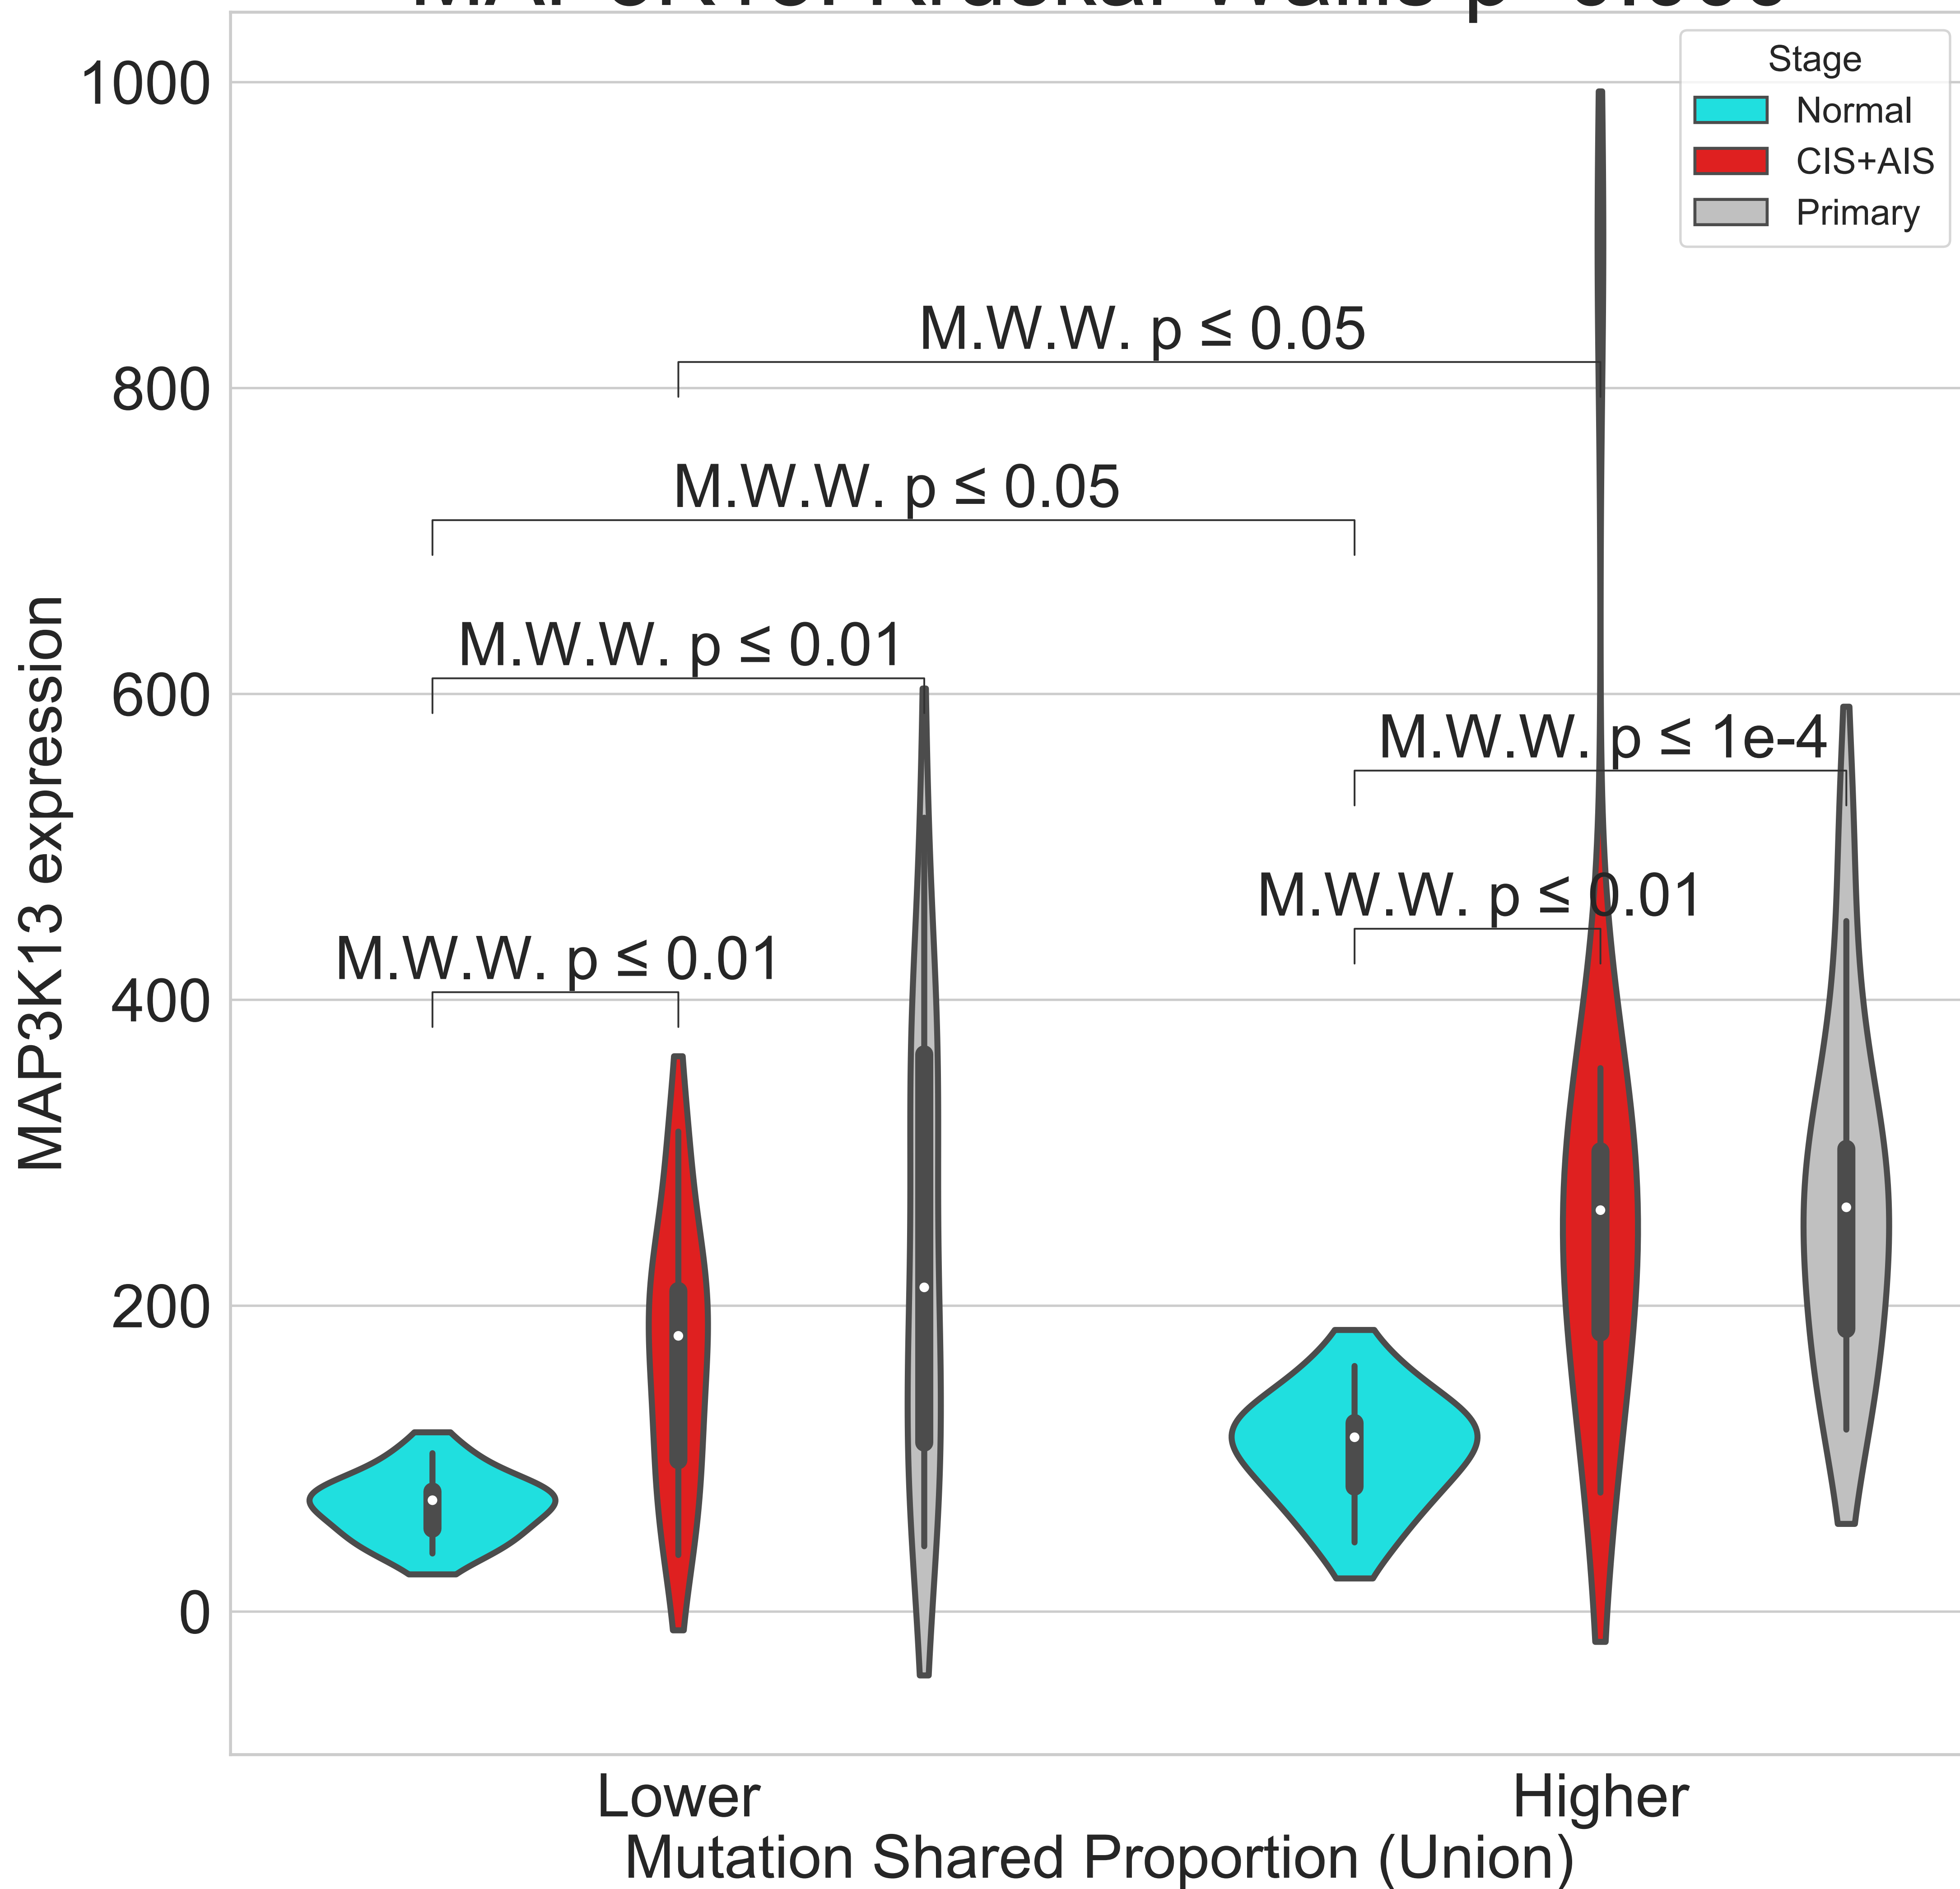 Stage
Normal
CIS+AIS
Primary
1000
800
600
400
200
0
MAP3K13 expression
M.W.W. p ≤ 0.05
M.W.W. p ≤ 0.05
M.W.W. p ≤ 0.01
M.W.W. p ≤ 1e-4
M.W.W. p ≤ 0.01
M.W.W. p ≤ 0.01
Lower
Higher
Mutation Shared Proportion (Union)